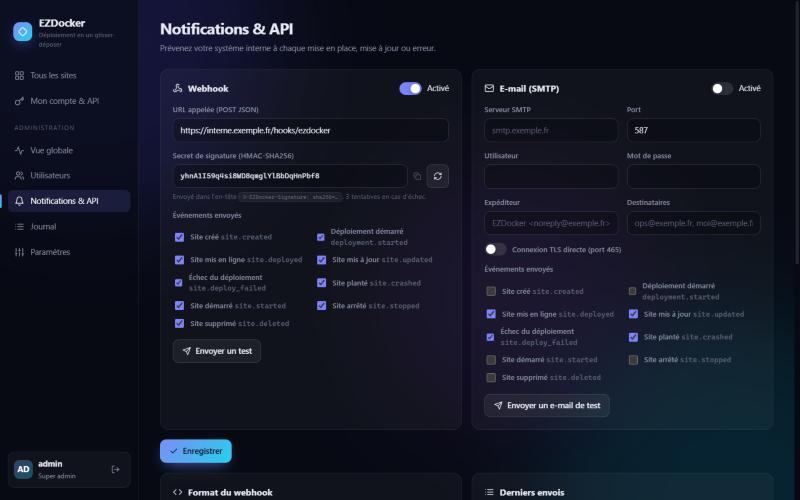 EZDocker
Déploiement en un glisser-
déposer
Tous les sites
Mon compte & API
ADMINISTRATION
Vue globale
Utilisateurs
Notifications & API
Journal
Paramètres
AD
admin
Super admin
Notifications & API
Prévenez votre système interne à chaque mise en place, mise à jour ou erreur.
Webhook
Activé
URL appelée (POST JSON)
https://interne.exemple.fr/hooks/ezdocker
Secret de signature (HMAC-SHA256)
Envoyé dans l'en-tête X-EZDocker-Signature: sha256=… 3 tentatives en cas d'échec.
Événements envoyés
Site créé site.created
Déploiement démarré
deployment.started
Site mis en ligne site.deployed
Site mis à jour site.updated
Échec du déploiement
site.deploy_failed
Site planté site.crashed
Site démarré site.started
Site arrêté site.stopped
Site supprimé site.deleted
Envoyer un test
E-mail (SMTP)
Activé
Serveur SMTP
Port
smtp.exemple.fr
587
Utilisateur
Mot de passe
Expéditeur
Destinataires
EZDocker <noreply@exemple.fr>
ops@exemple.fr, moi@exemple.f
Connexion TLS directe (port 465)
Événements envoyés
Site créé site.created
Déploiement démarré
deployment.started
Site mis en ligne site.deployed
Site mis à jour site.updated
Échec du déploiement
site.deploy_failed
Site planté site.crashed
Site démarré site.started
Site arrêté site.stopped
Site supprimé site.deleted
Envoyer un e-mail de test
Enregistrer
Format du webhook
Derniers envois